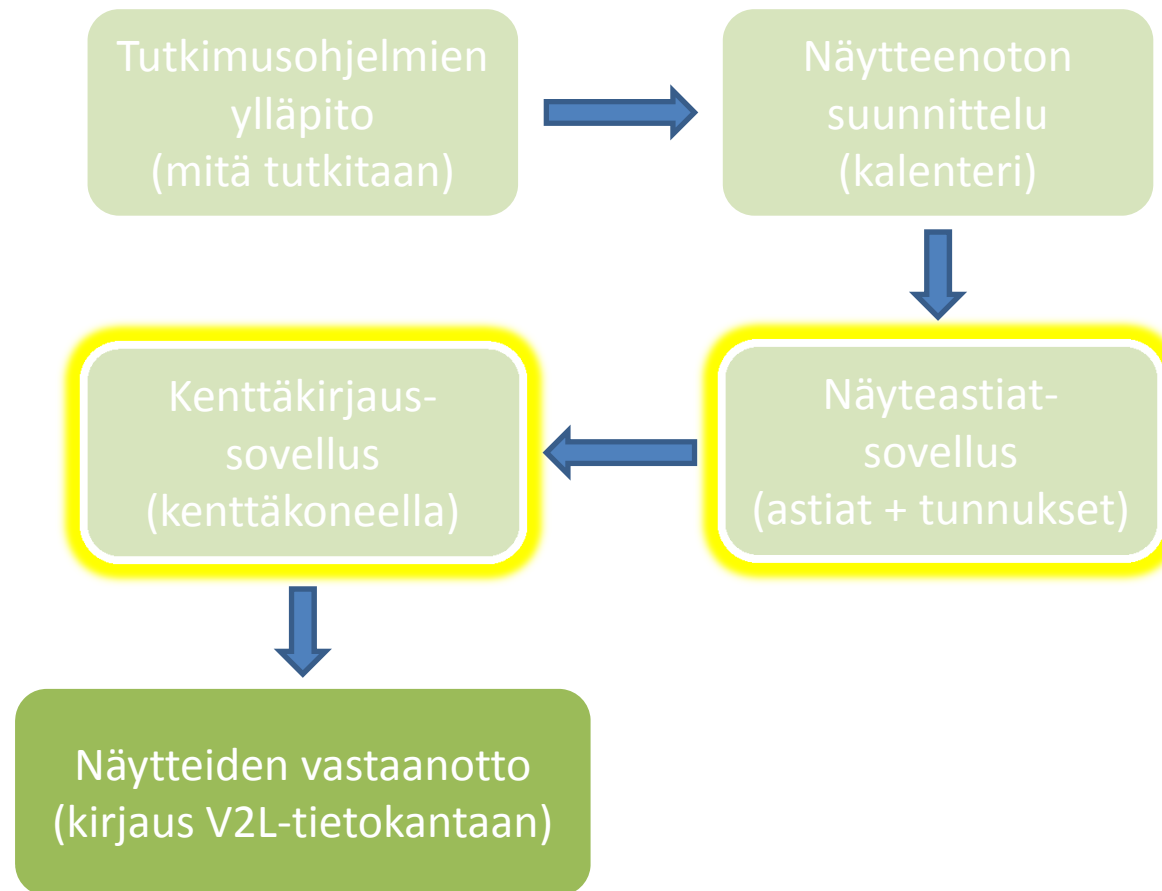 Tutkimusohjelmien
ylläpito
(mitä tutkitaan)
Näytteenoton
suunnittelu
(kalenteri)
Näyteastiat-
sovellus
(astiat + tunnukset)
Kenttäkirjaus-
sovellus
(kenttäkoneella)
Näytteiden vastaanotto
(kirjaus V2L-tietokantaan)